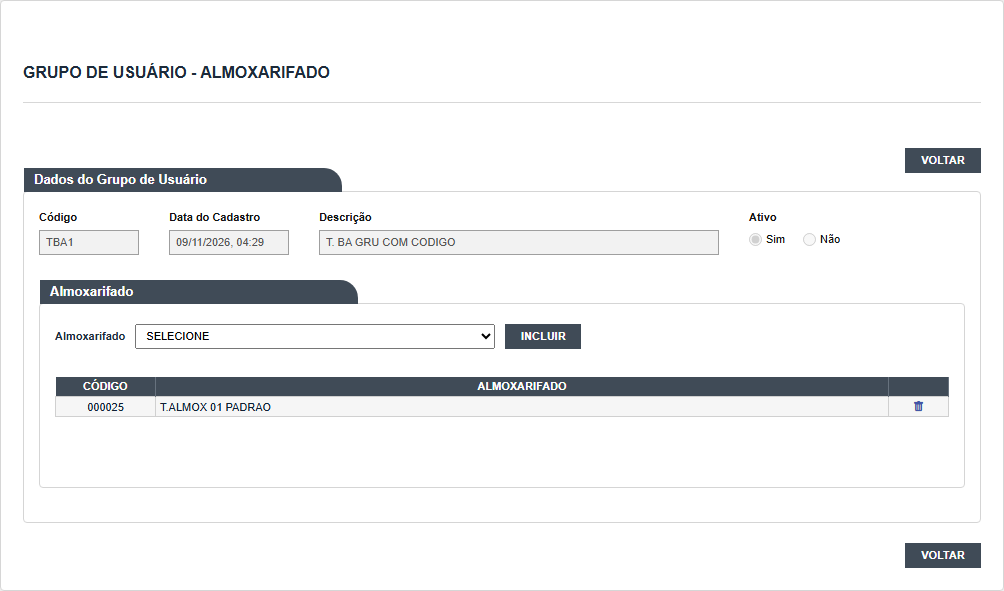 GRUPO DE USUÁRIO - ALMOXARIFADO
VOLTAR
Dados do Grupo de Usuário
Código Data do Cadastro Descrição Ativo
TBA1 09/11/2026, 04:29 T. BA GRU COM CODIGO Sim Não
Almoxarifado
Almoxarifado SELECIONE INCLUIR
CÓDIGO ALMOXARIFADO
000025 T.ALMOX 01 PADRAO
VOLTAR